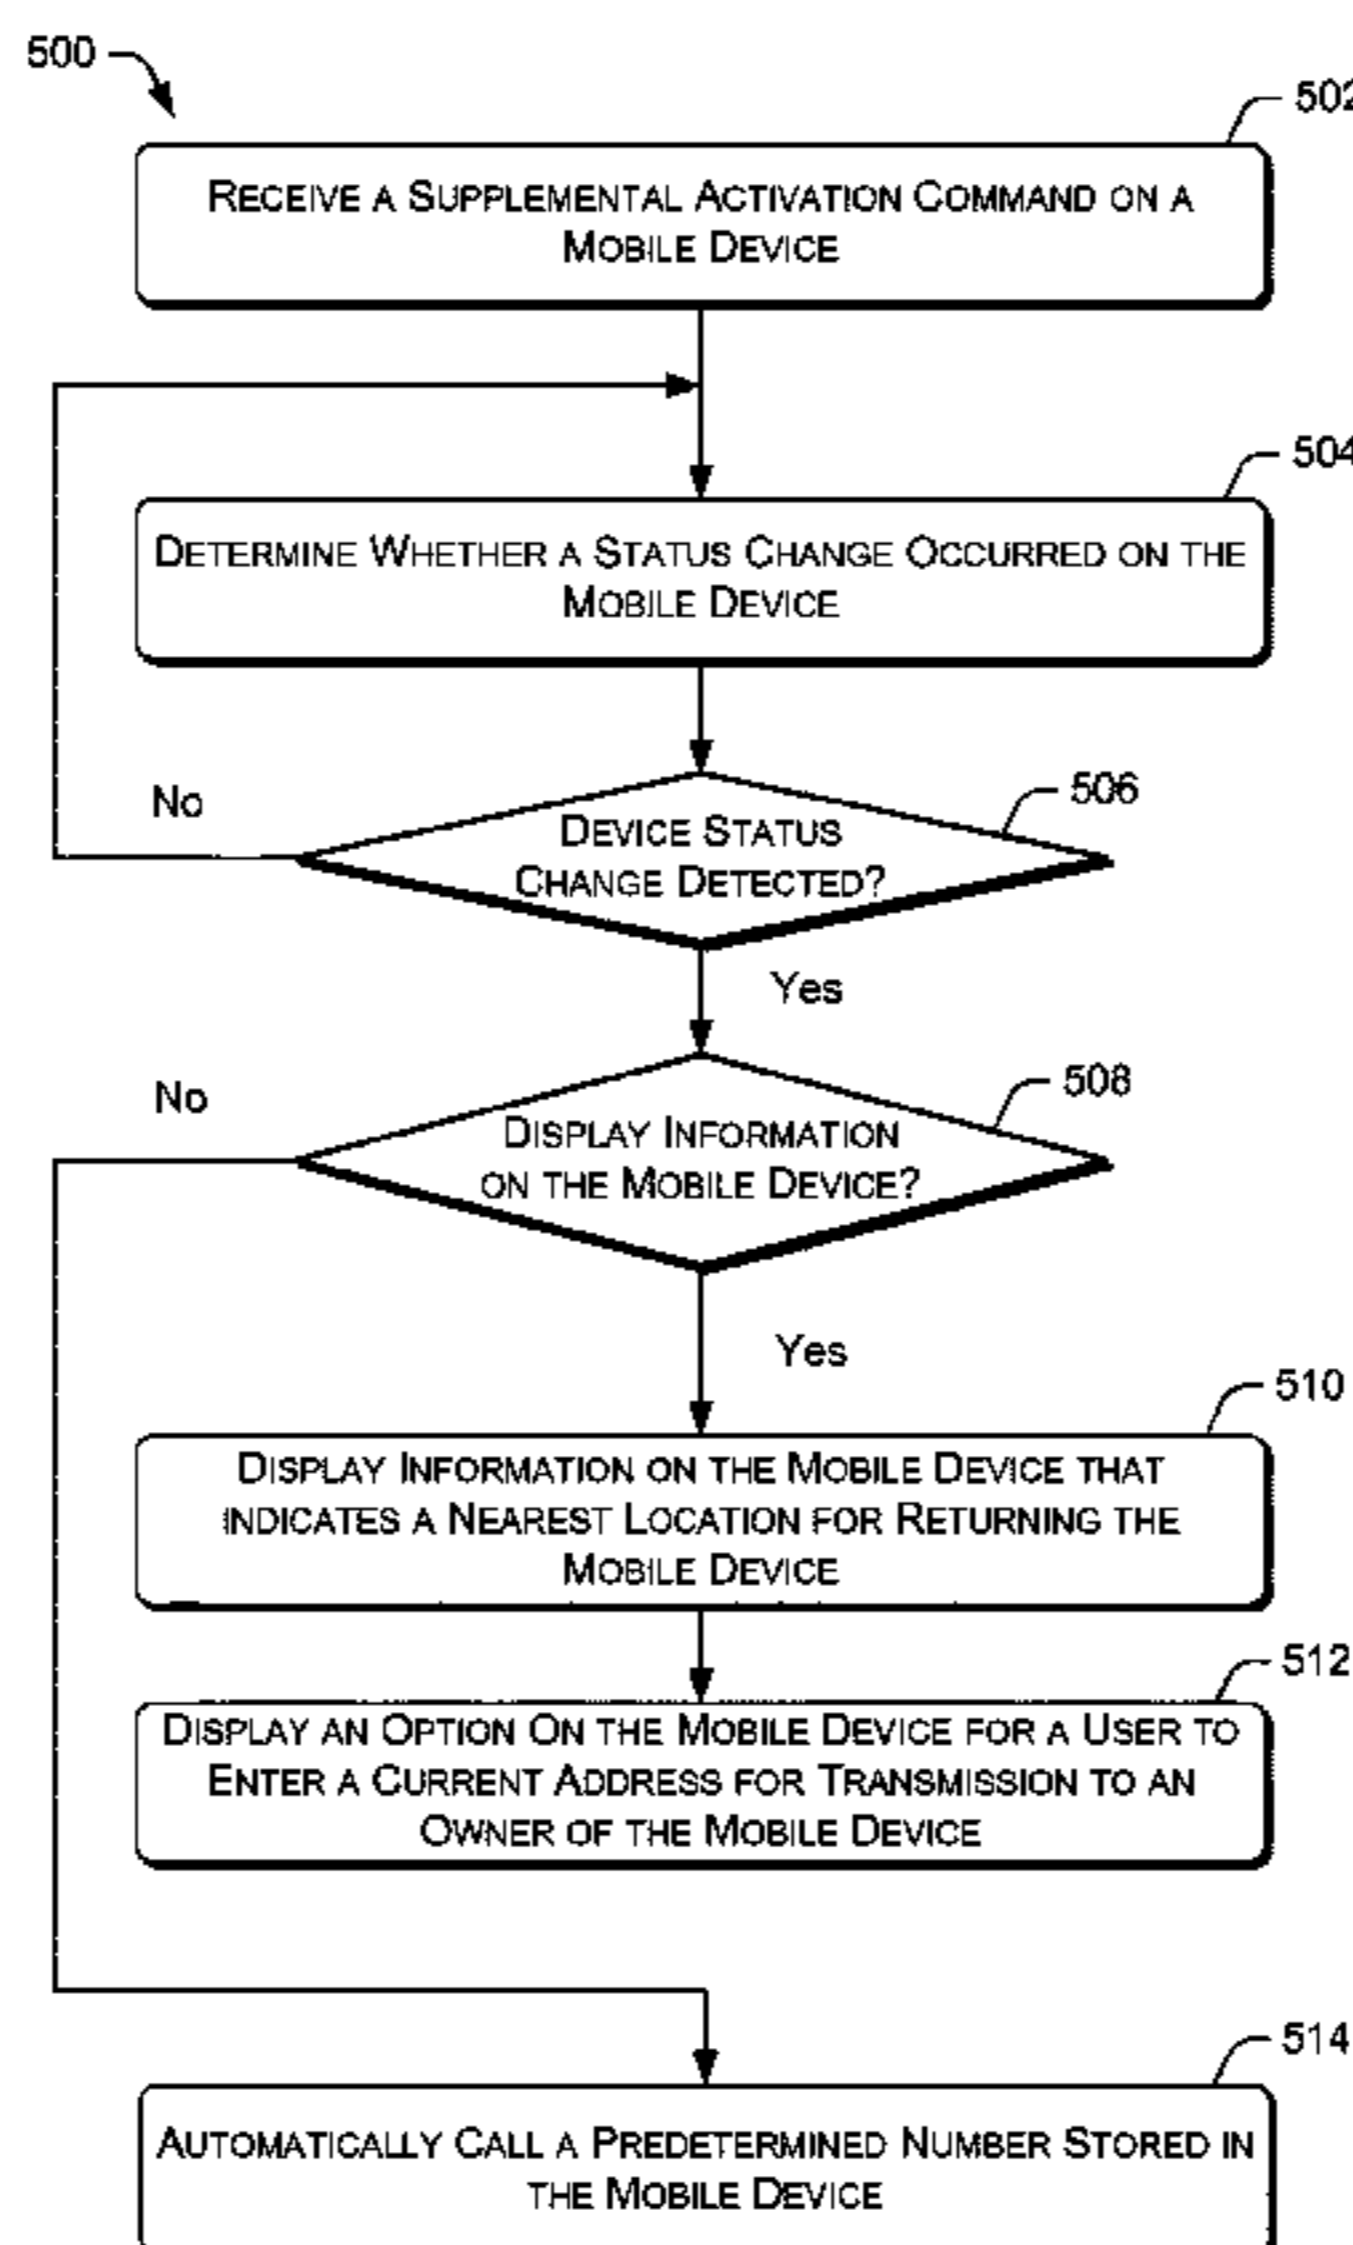 500
502
RECEIVE A SUPPLEMENTAL ACTIVATION COMMAND ON A
MOBILE DEVICE
504
DETERMINE WHETHER A STATUS CHANGE OCCURRED ON THE
MOBILE DEVICE
506
No
DEVICE STATUS
CHANGE DETECTED?
Yes
508
No
DISPLAY INFORMATION
ON THE MOBILE DEVICE?
Yes
510
DISPLAY INFORMATION ON THE MOBILE DEVICE THAT
INDICATES A NEAREST LOCATION FOR RETURNING THE
MOBILE DEVICE
512
DISPLAY AN OPTION ON THE MOBILE DEVICE FOR A USER TO
ENTER A CURRENT ADDRESS FOR TRANSMISSION TO AN
OWNER OF THE MOBILE DEVICE
514
AUTOMATICALLY CALL A PREDETERMINED NUMBER STORED IN
THE MOBILE DEVICE